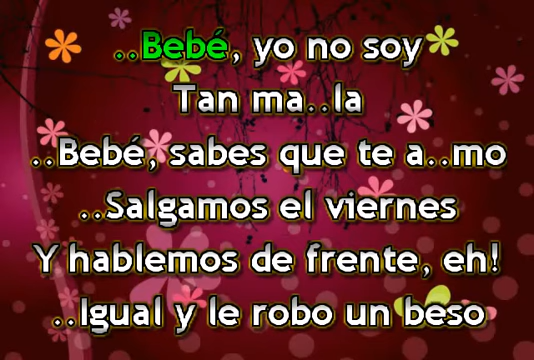 ..Bebé, yo no soy
Tan ma..la
..Bebé, sabes que te a..mo
..Salgamos el viernes
Y hablemos de frente, eh!
..Igual y le robo un beso